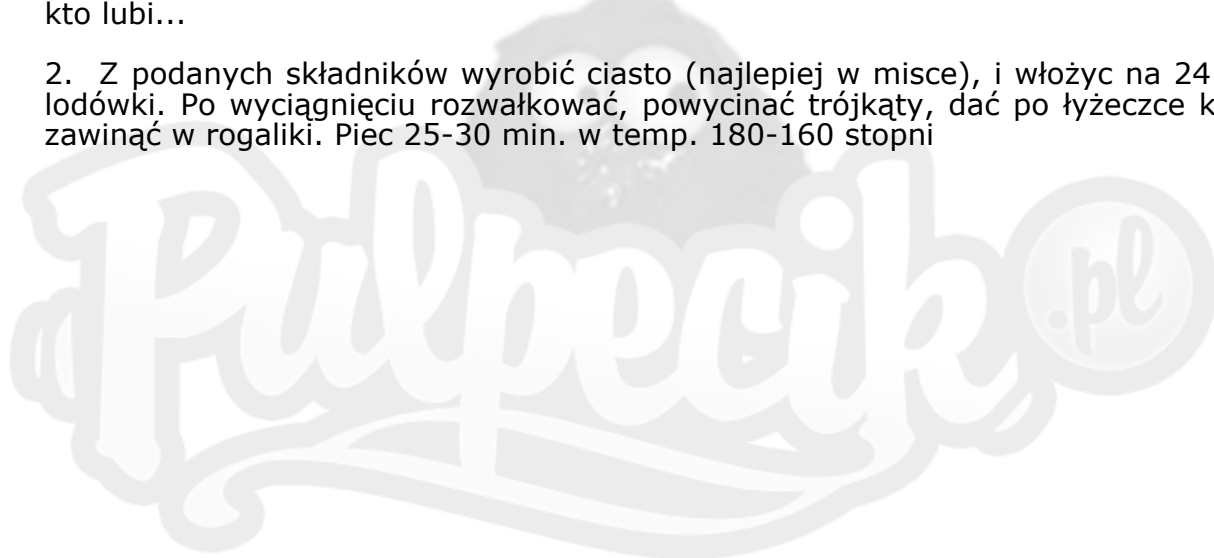 kto lubi...
2. Z podanych składników wyrobić ciasto (najlepiej w misce), i włożyc na 24
lodówki. Po wyciągnięciu rozwałkować, powycinać trójkąty, dać po łyżeczce k
zawinąć w rogaliki. Piec 25-30 min. w temp. 180-160 stopni
Pulpecik .pl